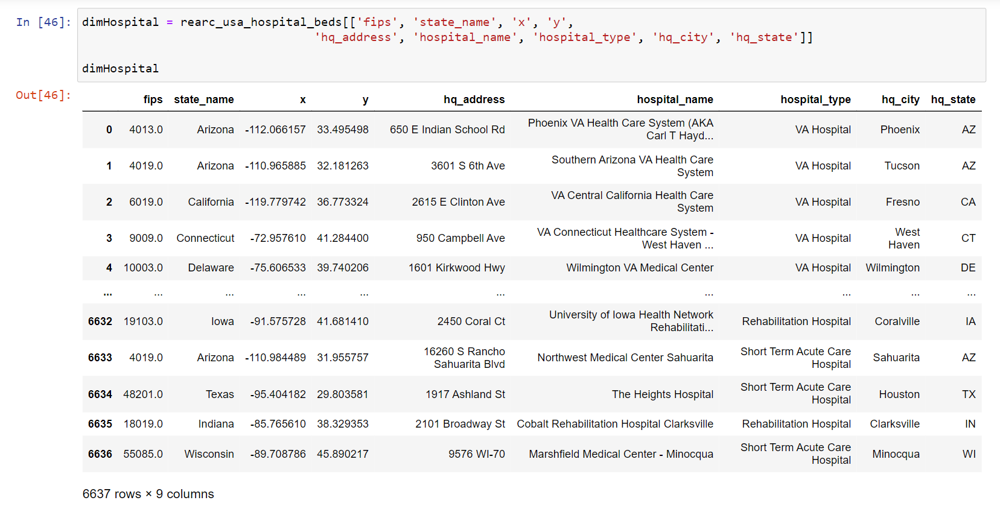 In [46]: dimHospital = rearc_usa_hospital_beds[['fips', 'state_name', 'x', 'y',
'hq_address', 'hospital_name', 'hospital_type', 'hq_city', 'hq_state']]
dimHospital
Out[46]:
fips state_name x y hq_address hospital_name hospital_type hq_city hq_state
0 4013.0 Arizona -112.066157 33.495498 650 E Indian School Rd Phoenix VA Health Care System (AKA Carl T Hayd... VA Hospital Phoenix AZ
1 4019.0 Arizona -110.965885 32.181263 3601 S 6th Ave Southern Arizona VA Health Care System VA Hospital Tucson AZ
2 6019.0 California -119.779742 36.773324 2615 E Clinton Ave VA Central California Health Care System VA Hospital Fresno CA
3 9009.0 Connecticut -72.957610 41.284400 950 Campbell Ave VA Connecticut Healthcare System - West Haven ... VA Hospital West Haven CT
4 10003.0 Delaware -75.606533 39.740206 1601 Kirkwood Hwy Wilmington VA Medical Center VA Hospital Wilmington DE
... ... ... ... ... ... ... ... ... ...
6632 19103.0 Iowa -91.575728 41.681410 2450 Coral Ct University of Iowa Health Network Rehabilitati... Rehabilitation Hospital Coralville IA
6633 4019.0 Arizona -110.984489 31.955757 16260 S Rancho Sahuarita Blvd Northwest Medical Center Sahuarita Short Term Acute Care Hospital Sahuarita AZ
6634 48201.0 Texas -95.404182 29.803581 1917 Ashland St The Heights Hospital Short Term Acute Care Hospital Houston TX
6635 18019.0 Indiana -85.765610 38.329353 2101 Broadway St Cobalt Rehabilitation Hospital Clarksville Rehabilitation Hospital Clarksville IN
6636 55085.0 Wisconsin -89.708786 45.890217 9576 WI-70 Marshfield Medical Center - Minocqua Short Term Acute Care Hospital Minocqua WI
6637 rows × 9 columns